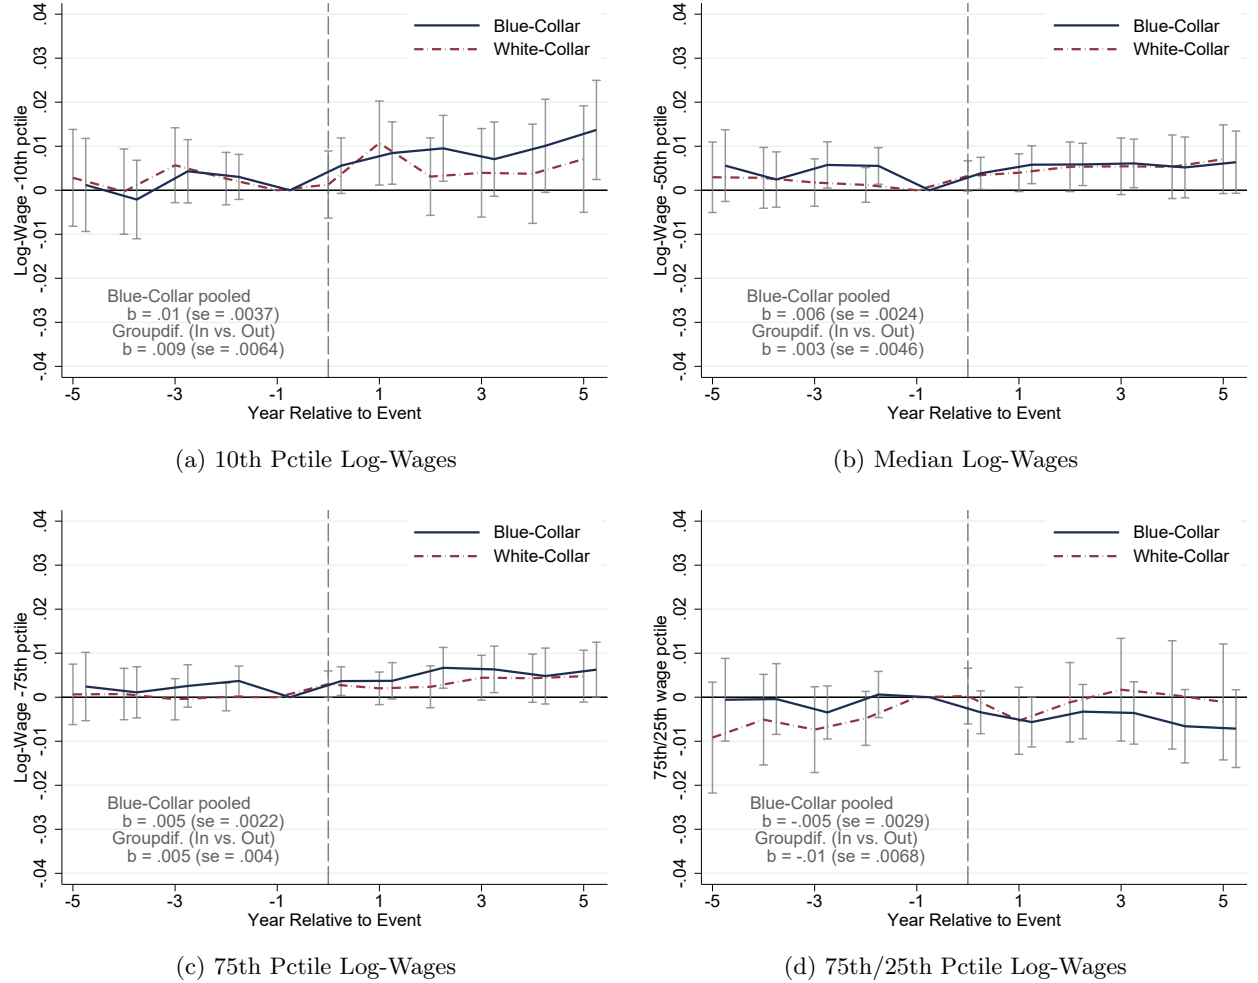 Blue-Collar
White-Collar
Log-Wage -10th pctile
.04
.03
.02
.01
0
-.01
-.02
-.03
-.04
Blue-Collar pooled
b = .01 (se = .0037)
Groupdif. (In vs. Out)
b = .009 (se = .0064)
-5 -3 -1 1 3 5
Year Relative to Event
(a) 10th Pctile Log-Wages
Blue-Collar
White-Collar
Log-Wage -50th pctile
.04
.03
.02
.01
0
-.01
-.02
-.03
-.04
Blue-Collar pooled
b = .006 (se = .0024)
Groupdif. (In vs. Out)
b = .003 (se = .0046)
-5 -3 -1 1 3 5
Year Relative to Event
(b) Median Log-Wages
Blue-Collar
White-Collar
Log-Wage -75th pctile
.04
.03
.02
.01
0
-.01
-.02
-.03
-.04
Blue-Collar pooled
b = .005 (se = .0022)
Groupdif. (In vs. Out)
b = .005 (se = .004)
-5 -3 -1 1 3 5
Year Relative to Event
(c) 75th Pctile Log-Wages
Blue-Collar
White-Collar
75th/25th wage pctile
.04
.03
.02
.01
0
-.01
-.02
-.03
-.04
Blue-Collar pooled
b = -.005 (se = .0029)
Groupdif. (In vs. Out)
b = -.01 (se = .0068)
-5 -3 -1 1 3 5
Year Relative to Event
(d) 75th/25th Pctile Log-Wages